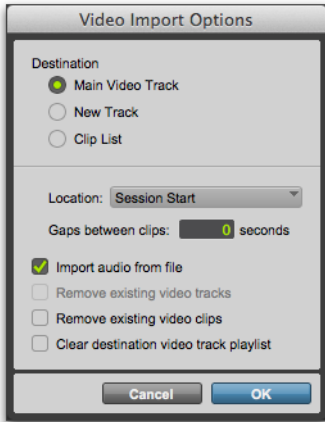 Video Import Options
Destination
Main Video Track
New Track
Clip List
Location: Session Start
Gaps between clips: 0 seconds
Import audio from file
Remove existing video tracks
Remove existing video clips
Clear destination video track playlist
Cancel OK